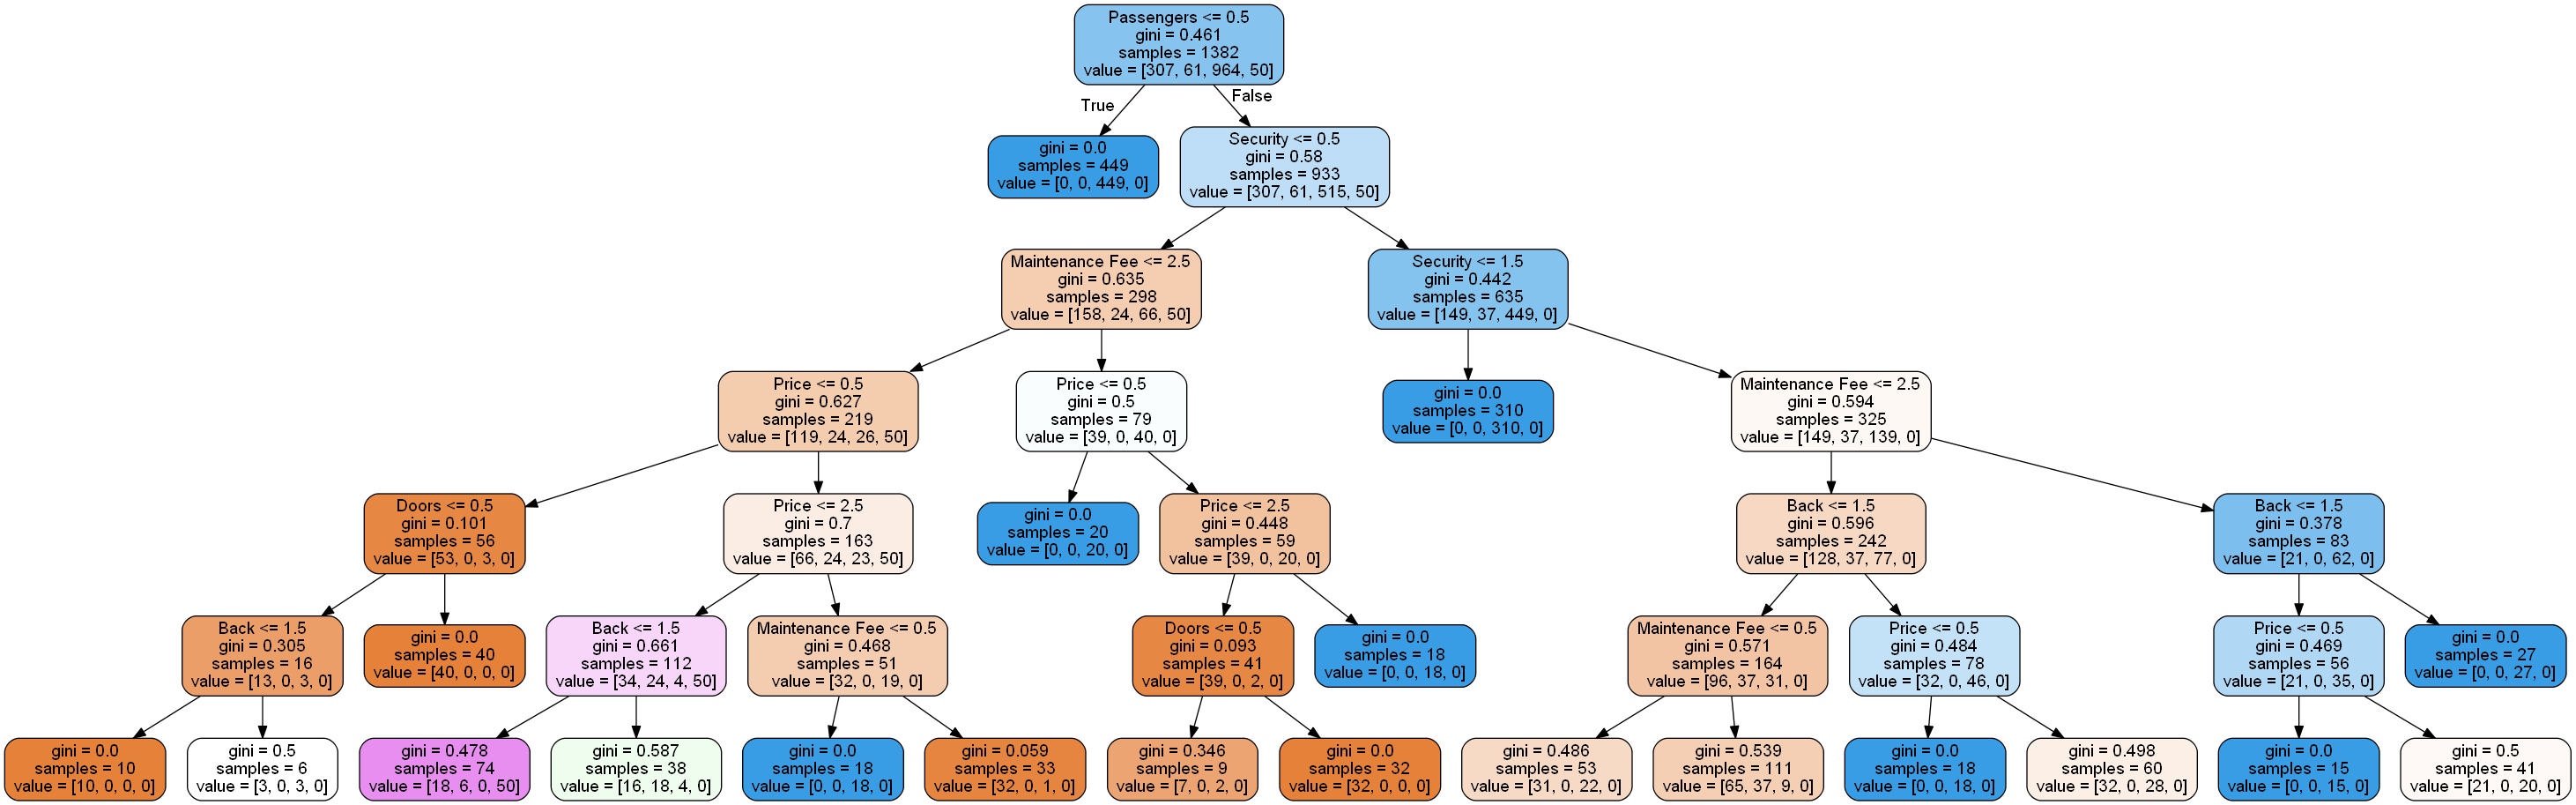 Passengers <= 0.5
gini = 0.461
samples = 1382
value = [307, 61, 964, 50]
True
False
gini = 0.0
samples = 449
value = [0, 0, 449, 0]
Security <= 0.5
gini = 0.58
samples = 933
value = [307, 61, 515, 50]
Maintenance Fee <= 2.5
gini = 0.635
samples = 298
value = [158, 24, 66, 50]
Security <= 1.5
gini = 0.442
samples = 635
value = [149, 37, 449, 0]
Price <= 0.5
gini = 0.627
samples = 219
value = [119, 24, 26, 50]
Price <= 0.5
gini = 0.5
samples = 79
value = [39, 0, 40, 0]
gini = 0.0
samples = 310
value = [0, 0, 310, 0]
Maintenance Fee <= 2.5
gini = 0.594
samples = 325
value = [149, 37, 139, 0]
Doors <= 0.5
gini = 0.101
samples = 56
value = [53, 0, 3, 0]
Price <= 2.5
gini = 0.7
samples = 163
value = [66, 24, 23, 50]
gini = 0.0
samples = 20
value = [0, 0, 20, 0]
Price <= 2.5
gini = 0.448
samples = 59
value = [39, 0, 20, 0]
Back <= 1.5
gini = 0.596
samples = 242
value = [128, 37, 77, 0]
Back <= 1.5
gini = 0.378
samples = 83
value = [21, 0, 62, 0]
Back <= 1.5
gini = 0.305
samples = 16
value = [13, 0, 3, 0]
gini = 0.0
samples = 40
value = [40, 0, 0, 0]
Back <= 1.5
gini = 0.661
samples = 112
value = [34, 24, 4, 50]
Maintenance Fee <= 0.5
gini = 0.468
samples = 51
value = [32, 0, 19, 0]
Doors <= 0.5
gini = 0.093
samples = 41
value = [39, 0, 2, 0]
gini = 0.0
samples = 18
value = [0, 0, 18, 0]
Maintenance Fee <= 0.5
gini = 0.571
samples = 164
value = [96, 37, 31, 0]
Price <= 0.5
gini = 0.484
samples = 78
value = [32, 0, 46, 0]
Price <= 0.5
gini = 0.469
samples = 56
value = [21, 0, 35, 0]
gini = 0.0
samples = 27
value = [0, 0, 27, 0]
gini = 0.0
samples = 10
value = [10, 0, 0, 0]
gini = 0.5
samples = 6
value = [3, 0, 3, 0]
gini = 0.478
samples = 74
value = [18, 6, 0, 50]
gini = 0.587
samples = 38
value = [16, 18, 4, 0]
gini = 0.0
samples = 18
value = [0, 0, 18, 0]
gini = 0.059
samples = 33
value = [32, 0, 1, 0]
gini = 0.346
samples = 9
value = [7, 0, 2, 0]
gini = 0.0
samples = 32
value = [32, 0, 0, 0]
gini = 0.486
samples = 53
value = [31, 0, 22, 0]
gini = 0.539
samples = 111
value = [65, 37, 9, 0]
gini = 0.0
samples = 18
value = [0, 0, 18, 0]
gini = 0.498
samples = 60
value = [32, 0, 28, 0]
gini = 0.0
samples = 15
value = [0, 0, 15, 0]
gini = 0.5
samples = 41
value = [21, 0, 20, 0]